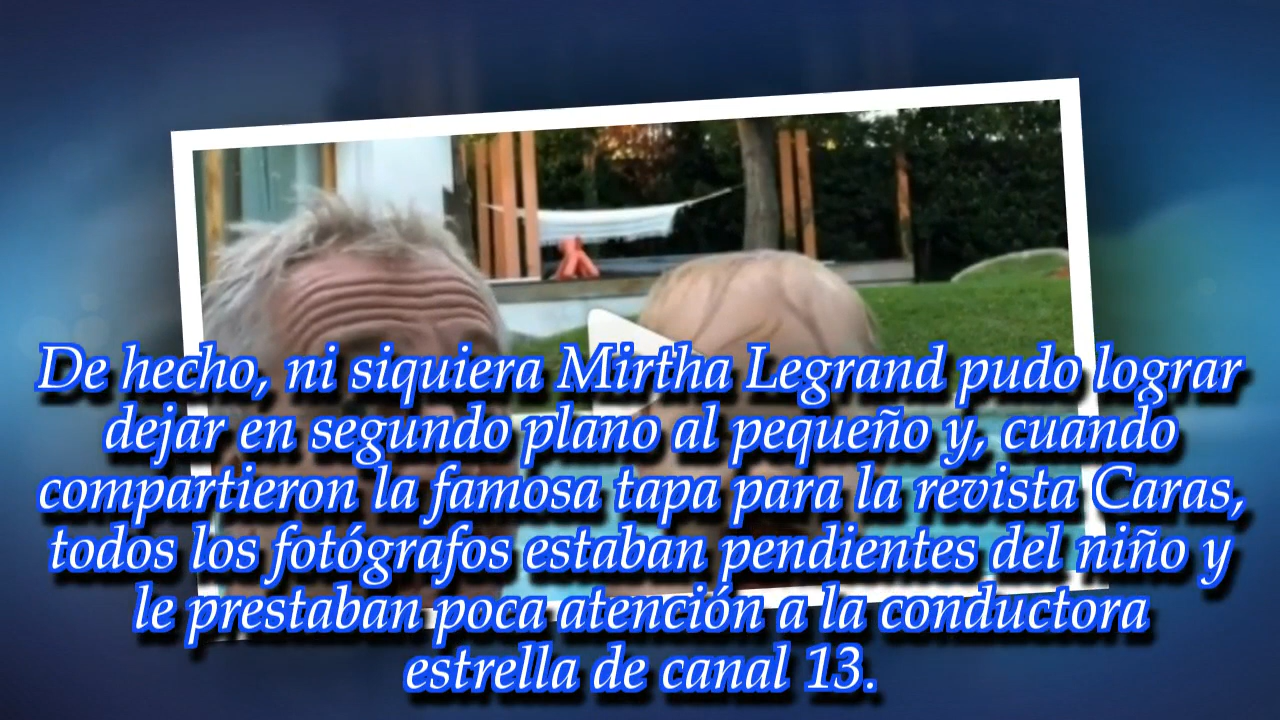 De hecho, ni siquiera Mirtha Legrand pudo lograr
dejar en segundo plano al pequeño y, cuando
compartieron la famosa tapa para la revista Caras,
todos los fotógrafos estaban pendientes del niño y
le prestaban poca atención a la conductora
estrella de canal 13.